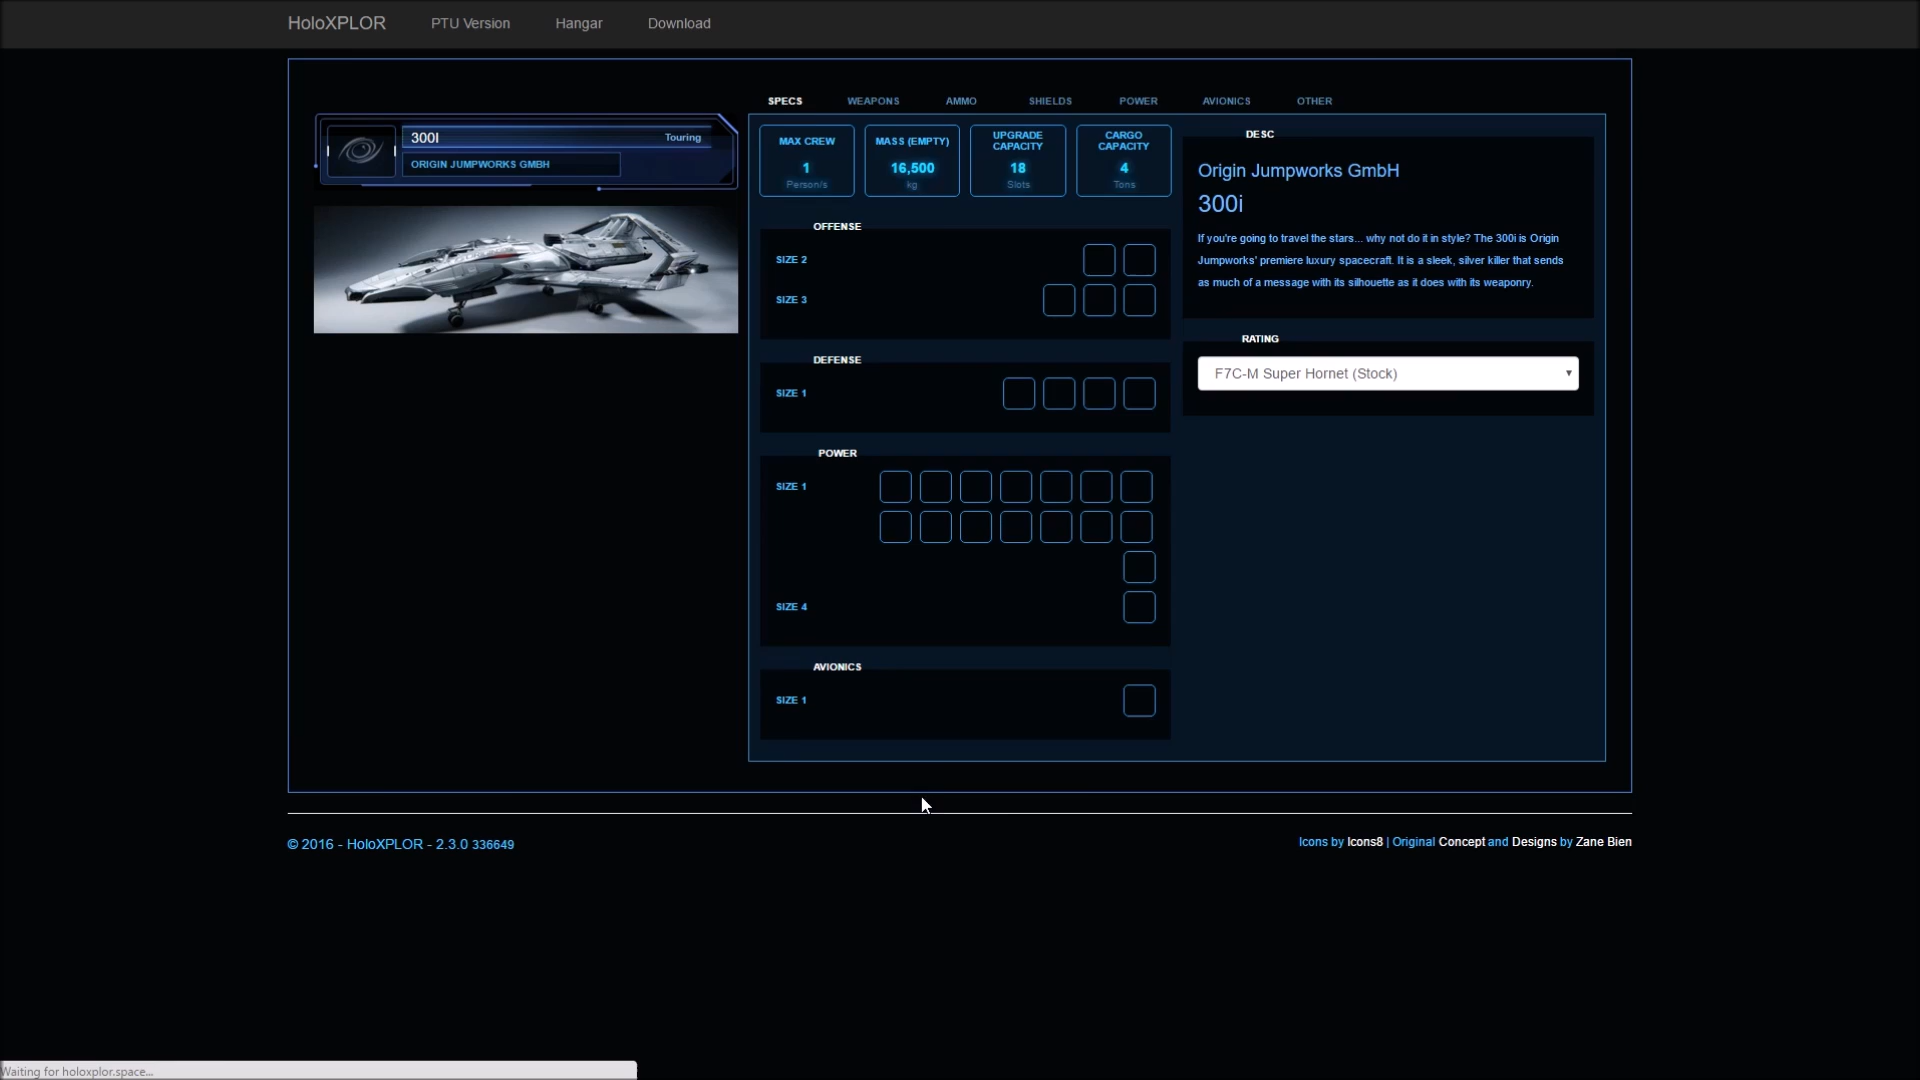 HoloXPLOR
PTU Version
Hangar
Download
300I
Touring
ORIGIN JUMPWORKS GMBH
SPECS
WEAPONS
AMMO
SHIELDS
POWER
AVIONICS
OTHER
MAX CREW
1
Person/s
MASS (EMPTY)
16,500
kg
UPGRADE
CAPACITY
18
Slots
CARGO
CAPACITY
4
Tons
OFFENSE
SIZE 2
SIZE 3
DEFENSE
SIZE 1
POWER
SIZE 1
SIZE 4
AVIONICS
SIZE 1
DESC
Origin Jumpworks GmbH
300i
If you're going to travel the stars... why not do it in style? The 300i is Origin
Jumpworks' premiere luxury spacecraft. It is a sleek, silver killer that sends
as much of a message with its silhouette as it does with its weaponry.
RATING
F7C-M Super Hornet (Stock)
© 2016 - HoloXPLOR - 2.3.0 336649
Icons by Icons8 | Original Concept and Designs by Zane Bien
Waiting for holoxplor.space...